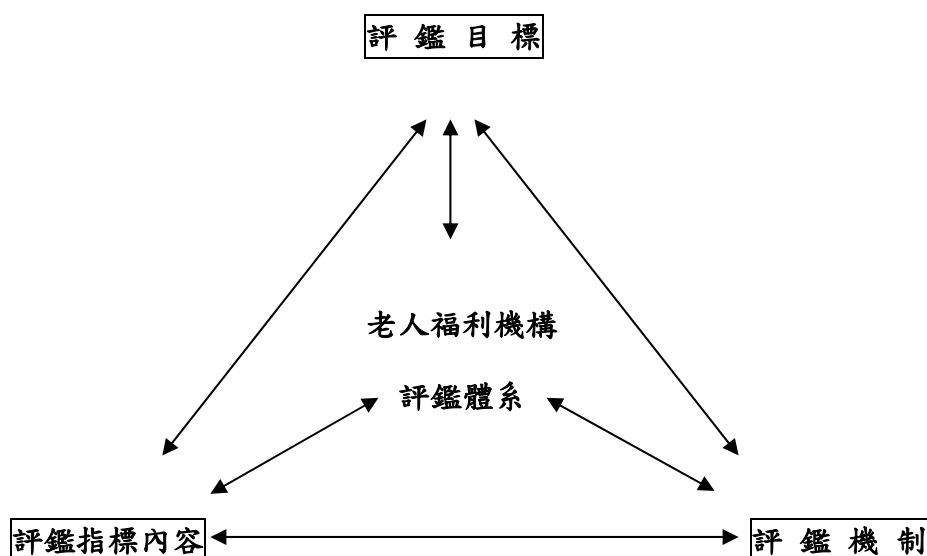 評 鑑 目 標
老人福利機構
評鑑體系
評鑑指標內容
評 鑑 機 制